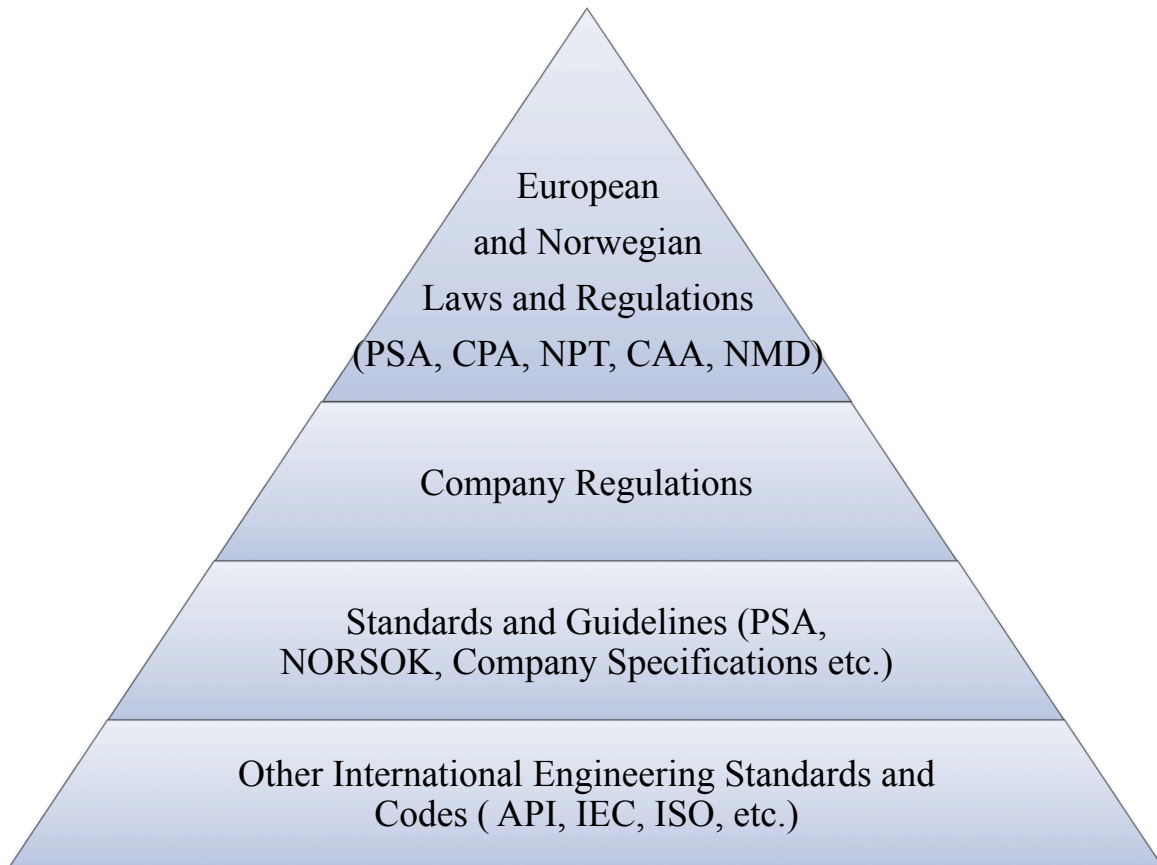 European
and Norwegian
Laws and Regulations
(PSA, CPA, NPT, CAA, NMD)
Company Regulations
Standards and Guidelines (PSA,
NORSOK, Company Specifications etc.)
Other International Engineering Standards and
Codes ( API, IEC, ISO, etc.)